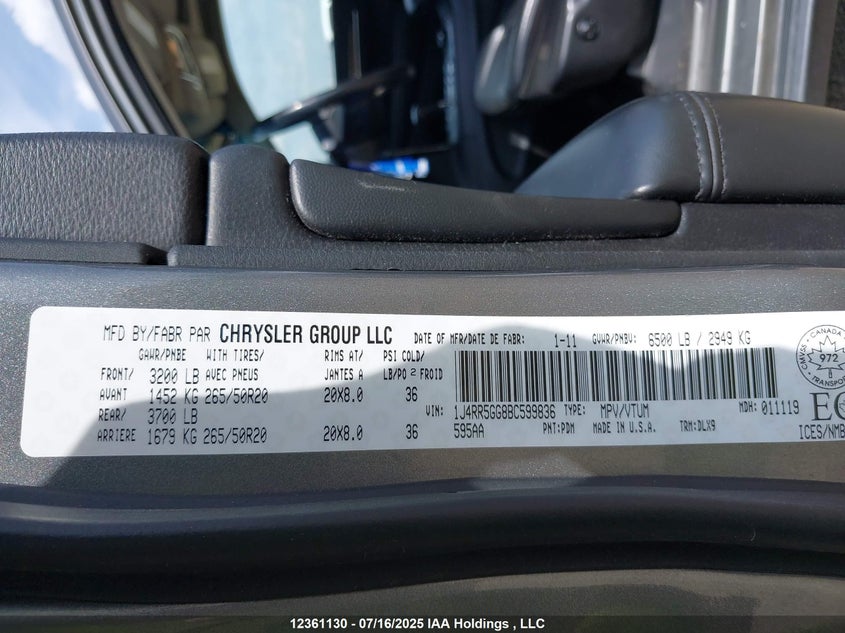 MFD BY/FABR PAR CHRYSLER GROUP LLC DATE OF MFR/DATE DE FABR: 1-11 GVWR/PNBV: 6500 LB / 2949 KG
GAWR/PNBE WITH TIRES/ RIMS AT/ PSI COLD/
FRONT/ 3200 LB AVEC PNEUS JANTES A LB/PO 2 FROID
AVANT 1452 KG 265/50R20 20X8.0 36
REAR/ 3700 LB
ARRIERE 1679 KG 265/50R20 20X8.0 36
VIN: 1J4RR5GG8BC599836 TYPE: MPV/VTUM MDH: 011119
595AA PNT:PDM MADE IN U.S.A. TRM:DLX9
CANADA
972
TRANSPORT
CMVSS
ICES/NMB
12361130 - 07/16/2025 IAA Holdings , LLC